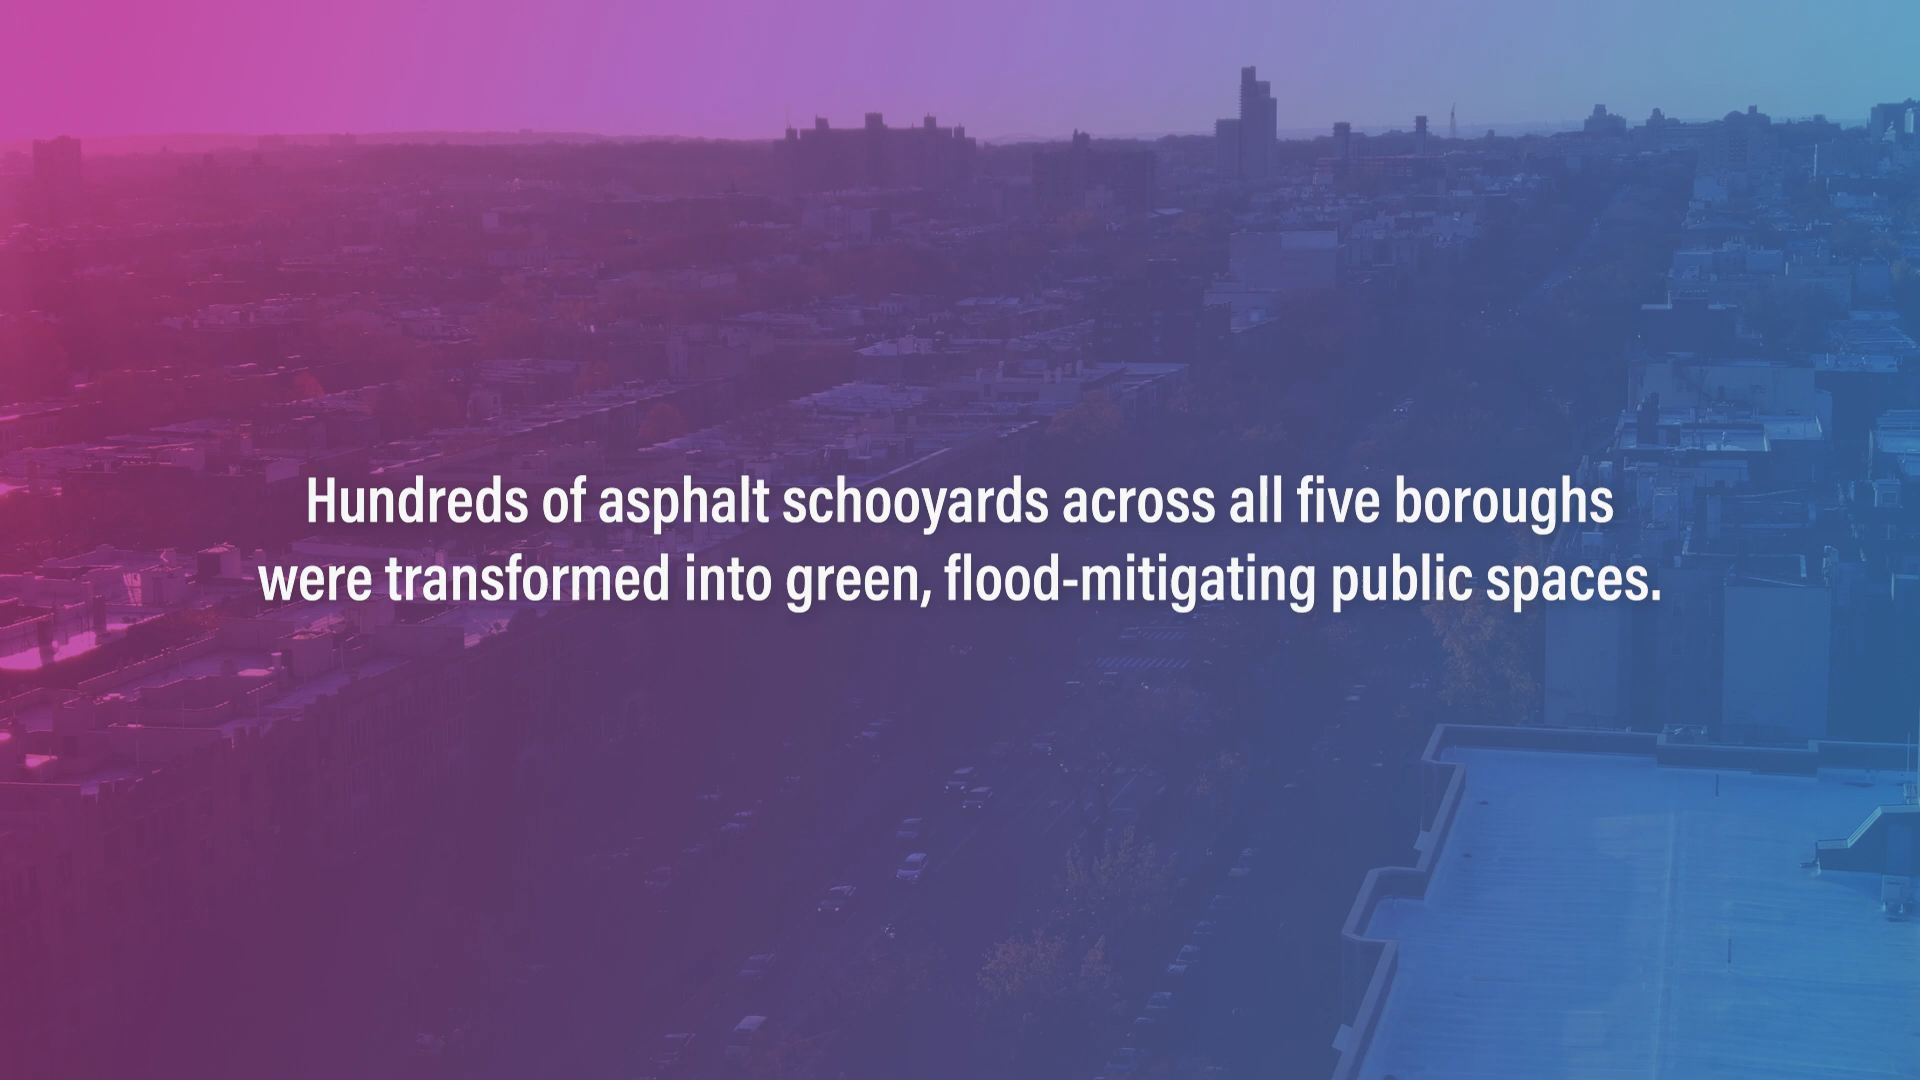 Hundreds of asphalt schooyards across all five boroughs
were transformed into green, flood-mitigating public spaces.